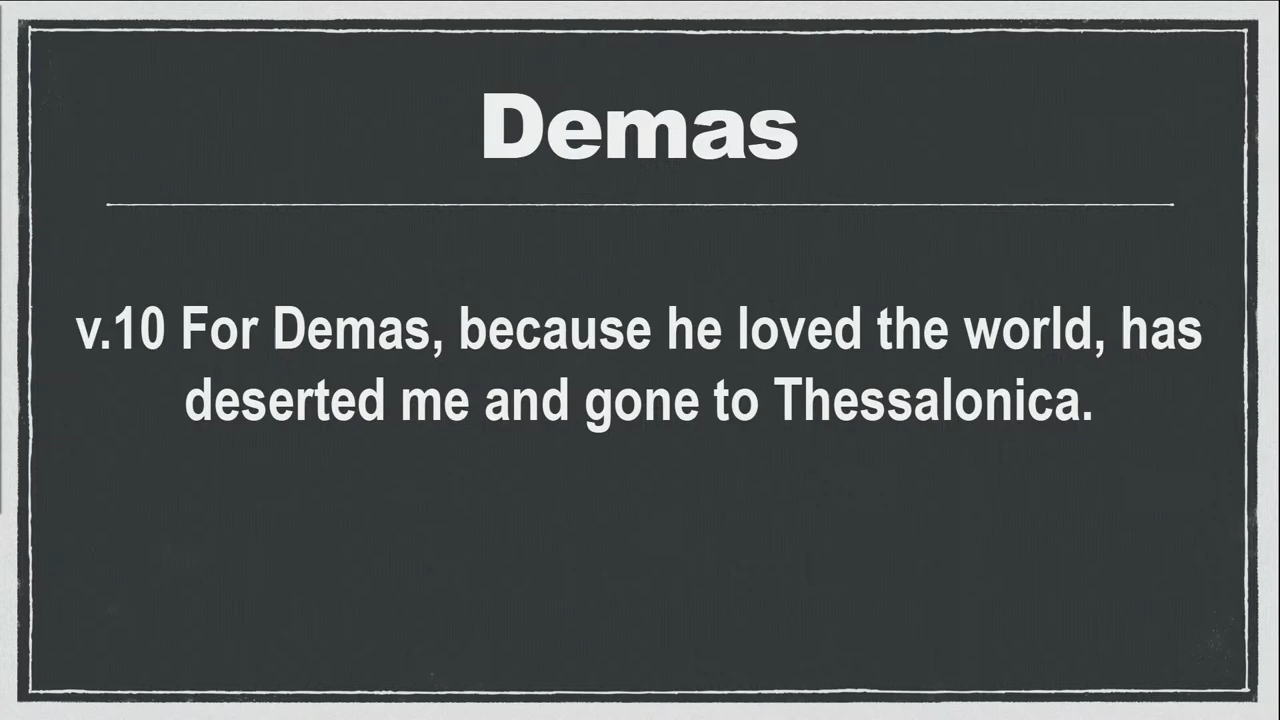 Demas
v.10 For Demas, because he loved the world, has
deserted me and gone to Thessalonica.